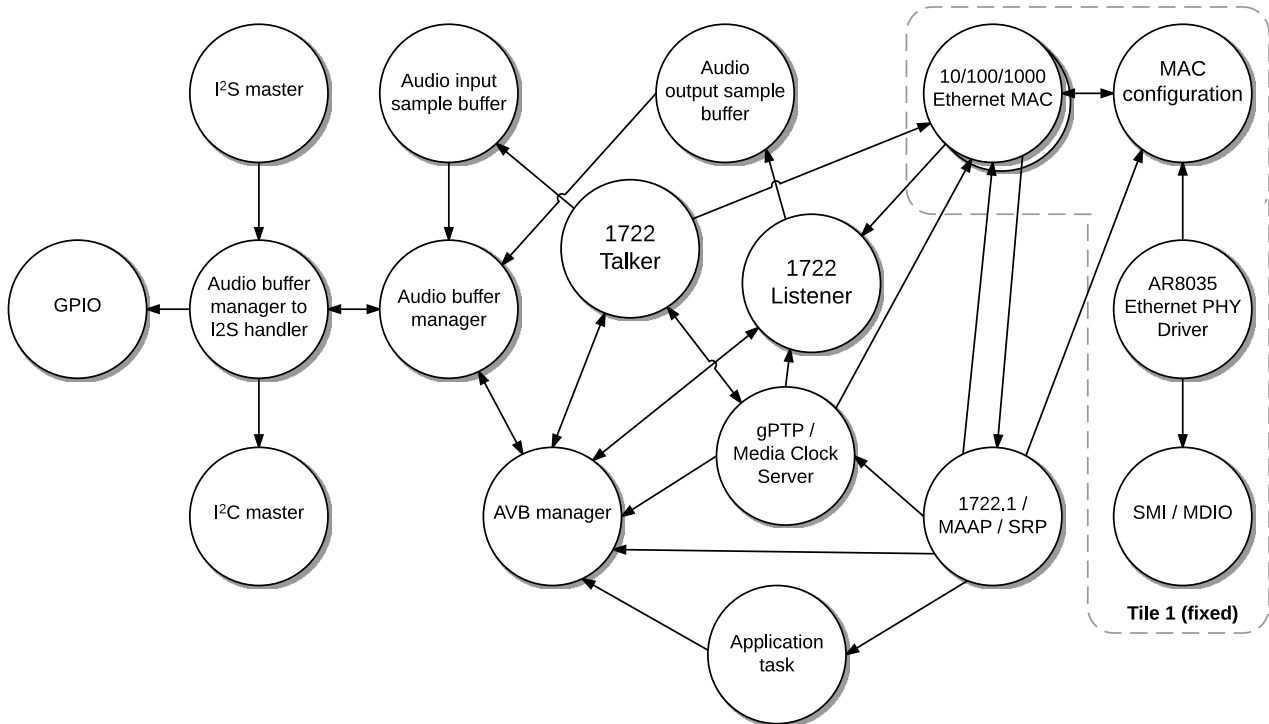 I²S master
Audio input
sample buffer
Audio
output sample
buffer
10/100/1000
Ethernet MAC
MAC
configuration
1722
Talker
1722
Listener
GPIO
Audio buffer
manager to
I2S handler
Audio buffer
manager
AR8035
Ethernet PHY
Driver
gPTP /
Media Clock
Server
I²C master
AVB manager
1722.1 /
MAAP / SRP
SMI / MDIO
Tile 1 (fixed)
Application
task